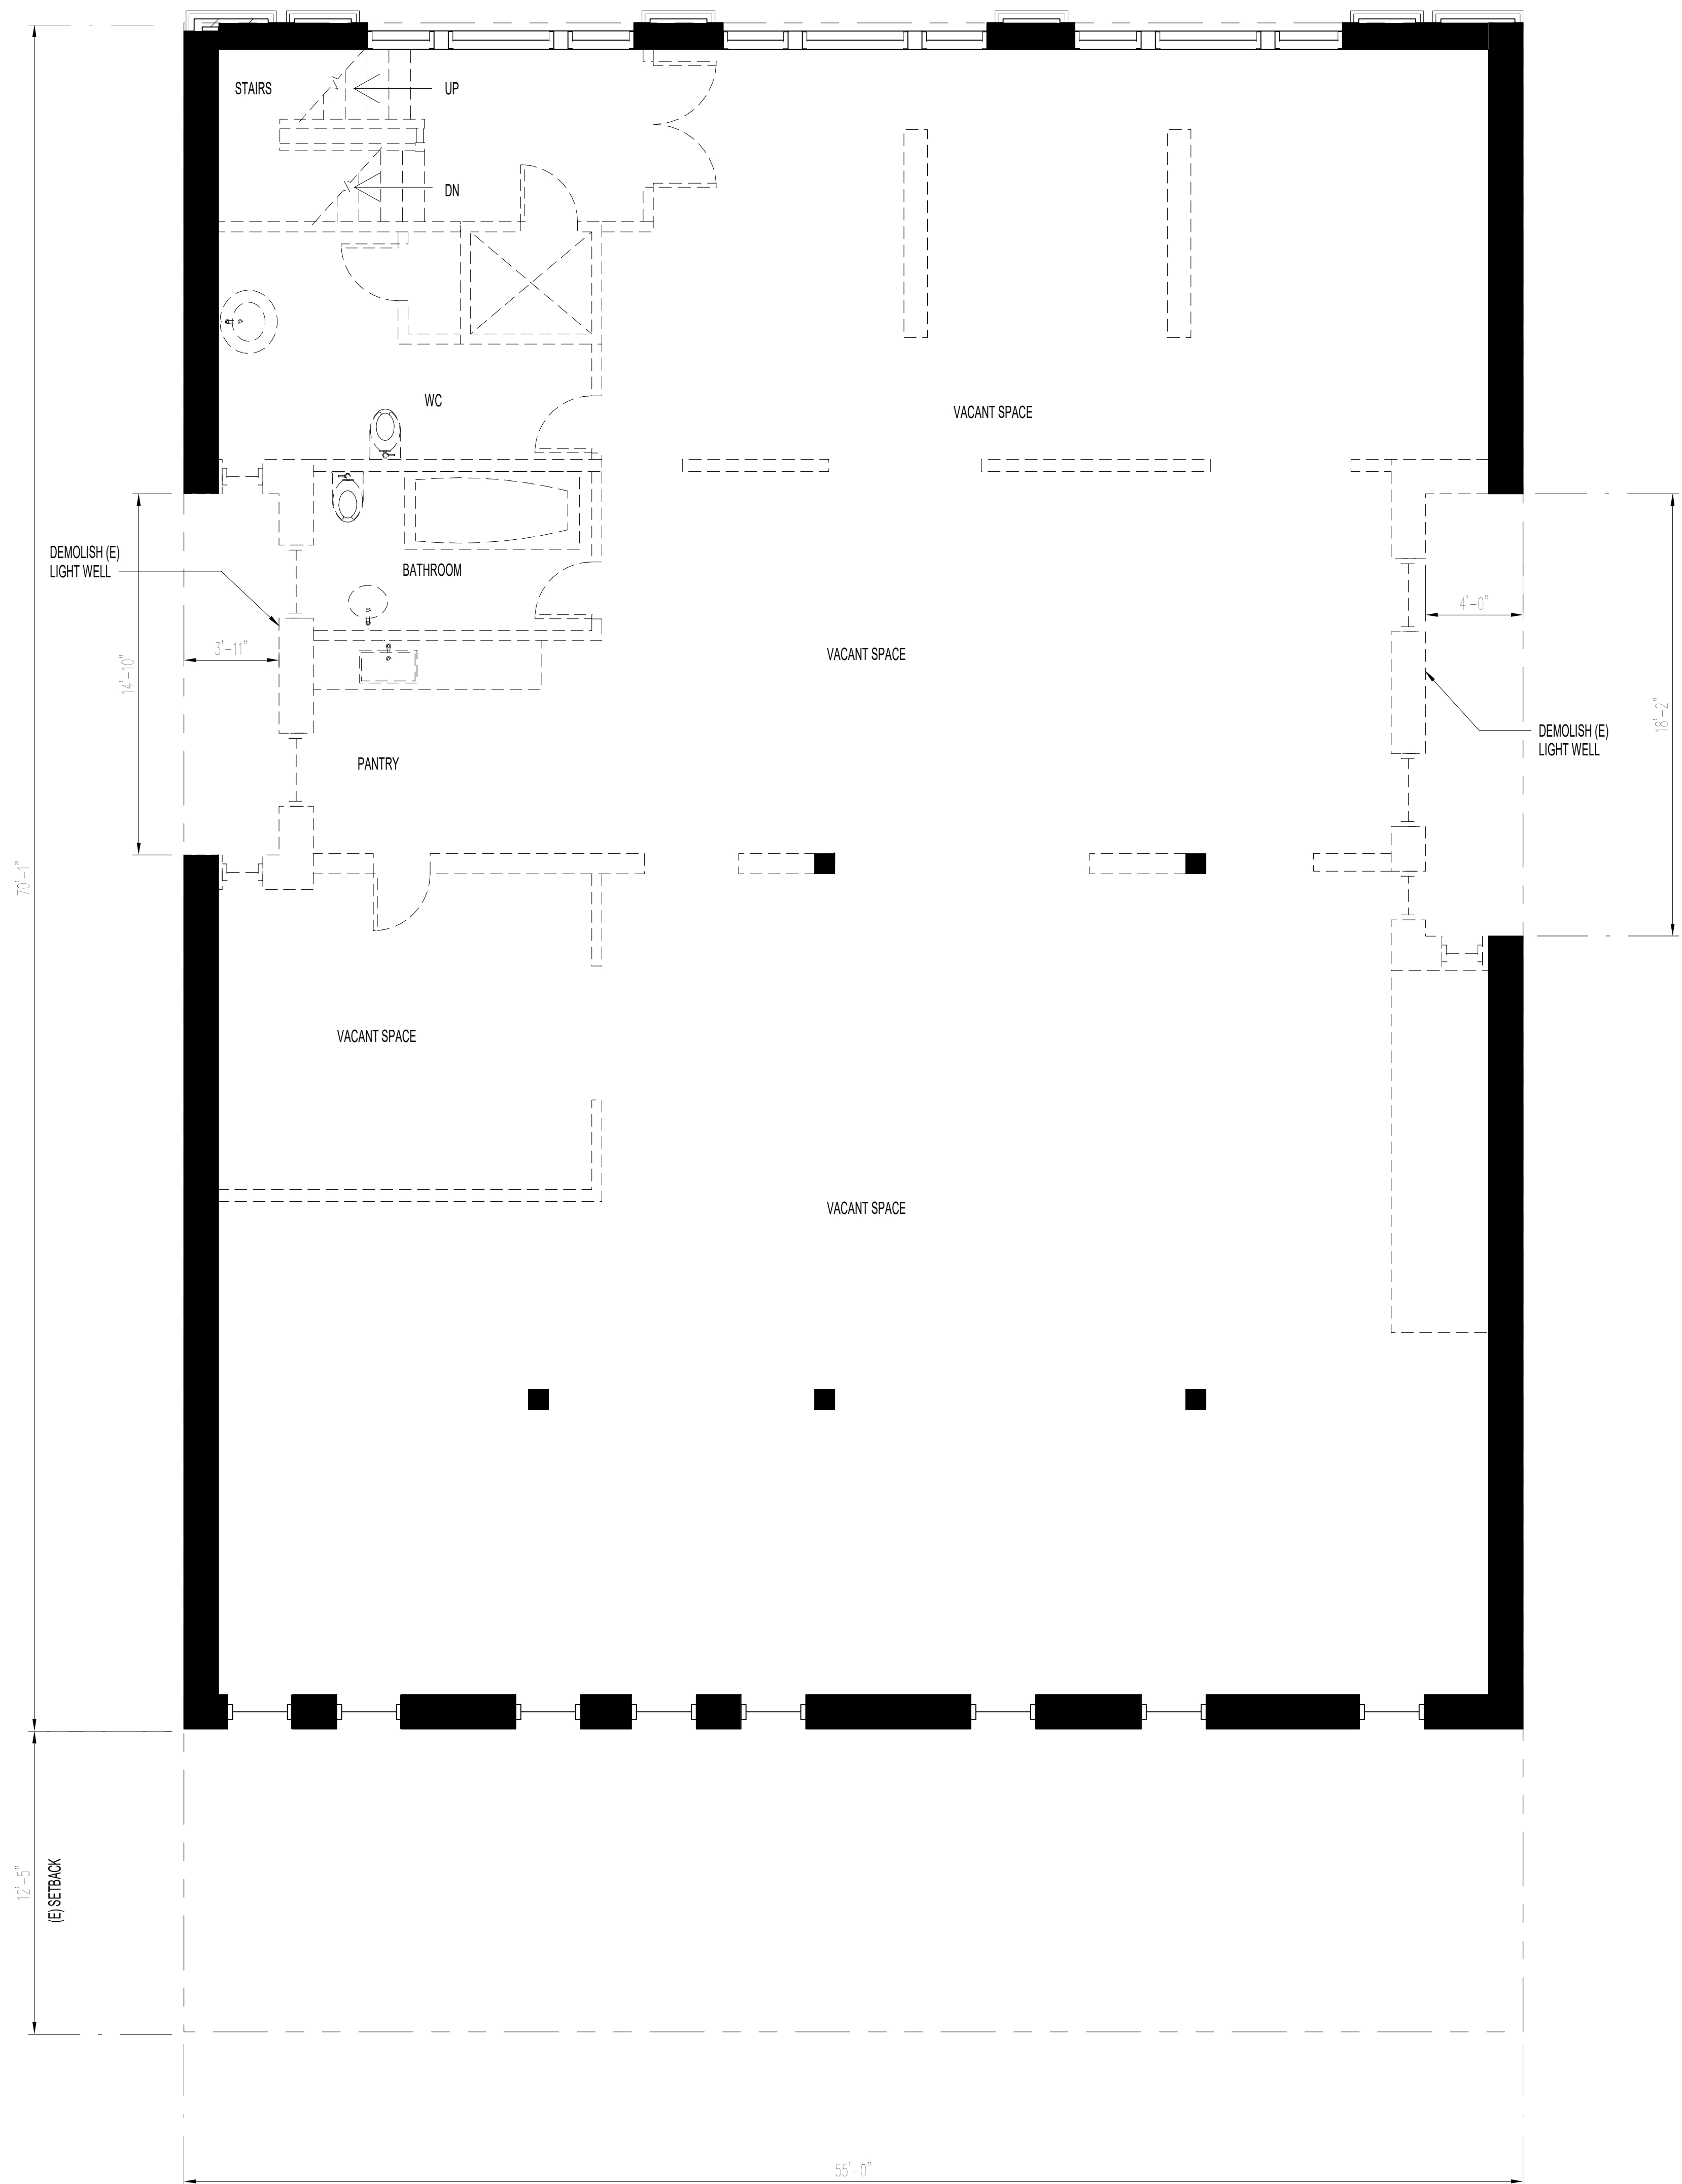 STAIRS
UP
DN
WC
VACANT SPACE
DEMOLISH (E)
LIGHT WELL
BATHROOM
4'-0"
3'-11"
14'-10"
VACANT SPACE
18'-2"
DEMOLISH (E)
LIGHT WELL
PANTRY
70'-1"
VACANT SPACE
VACANT SPACE
12'-5"
(E) SETBACK
55'-0"